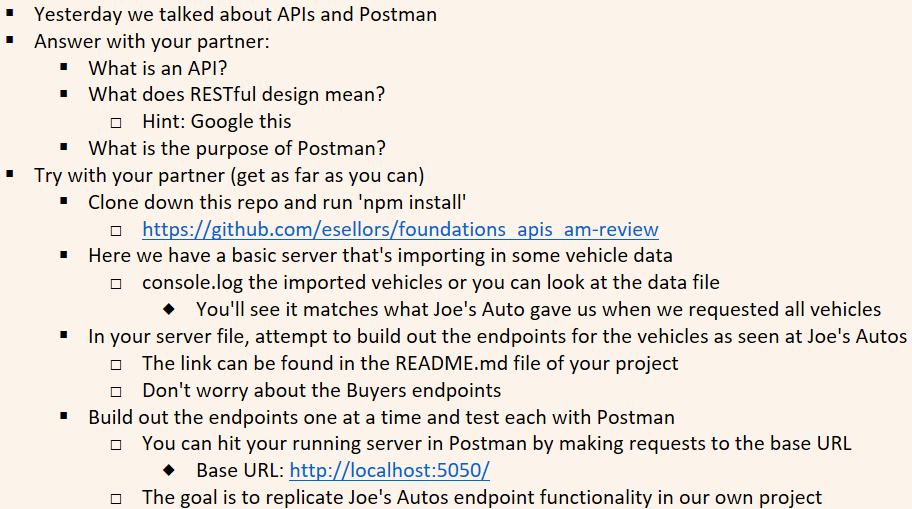 Yesterday we talked about APIs and Postman
Answer with your partner:
What is an API?
What does RESTful design mean?
Hint: Google this
What is the purpose of Postman?
Try with your partner (get as far as you can)
Clone down this repo and run 'npm install'
https://github.com/esellors/foundations_apis_am-review
Here we have a basic server that's importing in some vehicle data
console.log the imported vehicles or you can look at the data file
You'll see it matches what Joe's Auto gave us when we requested all vehicles
In your server file, attempt to build out the endpoints for the vehicles as seen at Joe's Autos
The link can be found in the README.md file of your project
Don't worry about the Buyers endpoints
Build out the endpoints one at a time and test each with Postman
You can hit your running server in Postman by making requests to the base URL
Base URL: http://localhost:5050/
The goal is to replicate Joe's Autos endpoint functionality in our own project